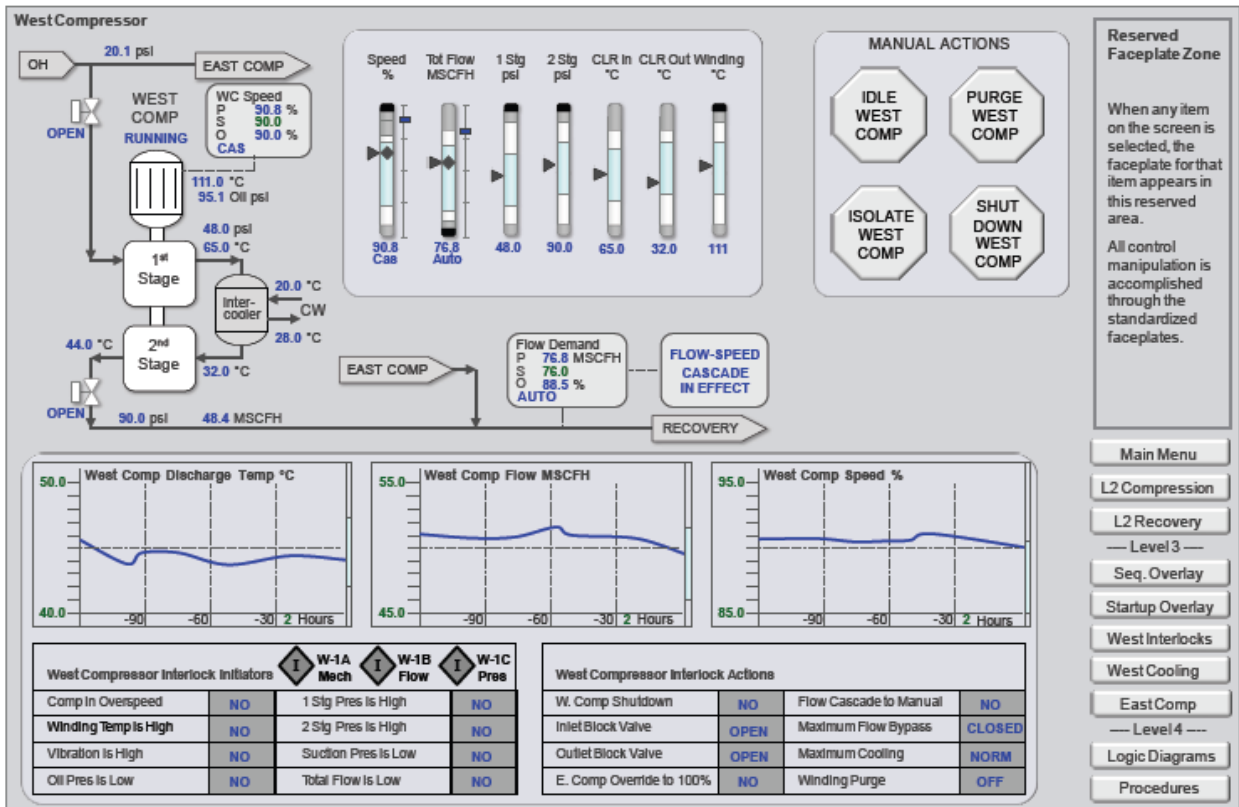 West Compressor
OH
20.1 psi
EAST COMP
OPEN
WEST
COMP
RUNNING
WC Speed
P 90.8 %
S 90.0
O 90.0 %
CAS
111.0 °C
95.1 Oil psi
48.0 psi
65.0 °C
1st
Stage
20.0 °C
Inter-
cooler
CW
28.0 °C
44.0 °C
2nd
Stage
32.0 °C
OPEN
90.0 psi 48.4 MSCFH
EAST COMP
Flow Demand
P 76.8 MSCFH
S 76.0
O 88.5 %
AUTO
FLOW-SPEED
CASCADE
IN EFFECT
RECOVERY
Speed Tot Flow 1 Stg 2 Stg CLR In CLR Out Winding
% MSCFH psi psi °C °C °C
90.8 76.8 48.0 90.0 65.0 32.0 111
Cas Auto
MANUAL ACTIONS
IDLE
WEST
COMP
PURGE
WEST
COMP
ISOLATE
WEST
COMP
SHUT
DOWN
WEST
COMP
Reserved
Faceplate Zone
When any item
on the screen is
selected, the
faceplate for that
item appears in
this reserved
area.
All control
manipulation is
accomplished
through the
standardized
faceplates.
West Comp Discharge Temp °C
50.0
40.0
-90 -60 -30 2 Hours
West Comp Flow MSCFH
55.0
45.0
-90 -60 -30 2 Hours
West Comp Speed %
95.0
85.0
-90 -60 -30 2 Hours
Main Menu
L2 Compression
L2 Recovery
---- Level 3 ----
Seq. Overlay
Startup Overlay
West Interlocks
West Cooling
East Comp
---- Level 4 ----
Logic Diagrams
Procedures
West Compressor Interlock Initiators
I W-1A Mech
I W-1B Flow
I W-1C Pres
Comp in Overspeed NO 1 Stg Pres is High NO
Winding Temp is High NO 2 Stg Pres is High NO
Vibration is High NO Suction Pres is Low NO
Oil Pres is Low NO Total Flow is Low NO
West Compressor Interlock Actions
W. Comp Shutdown NO Flow Cascade to Manual NO
Inlet Block Valve OPEN Maximum Flow Bypass CLOSED
Outlet Block Valve OPEN Maximum Cooling NORM
E. Comp Override to 100% NO Winding Purge OFF